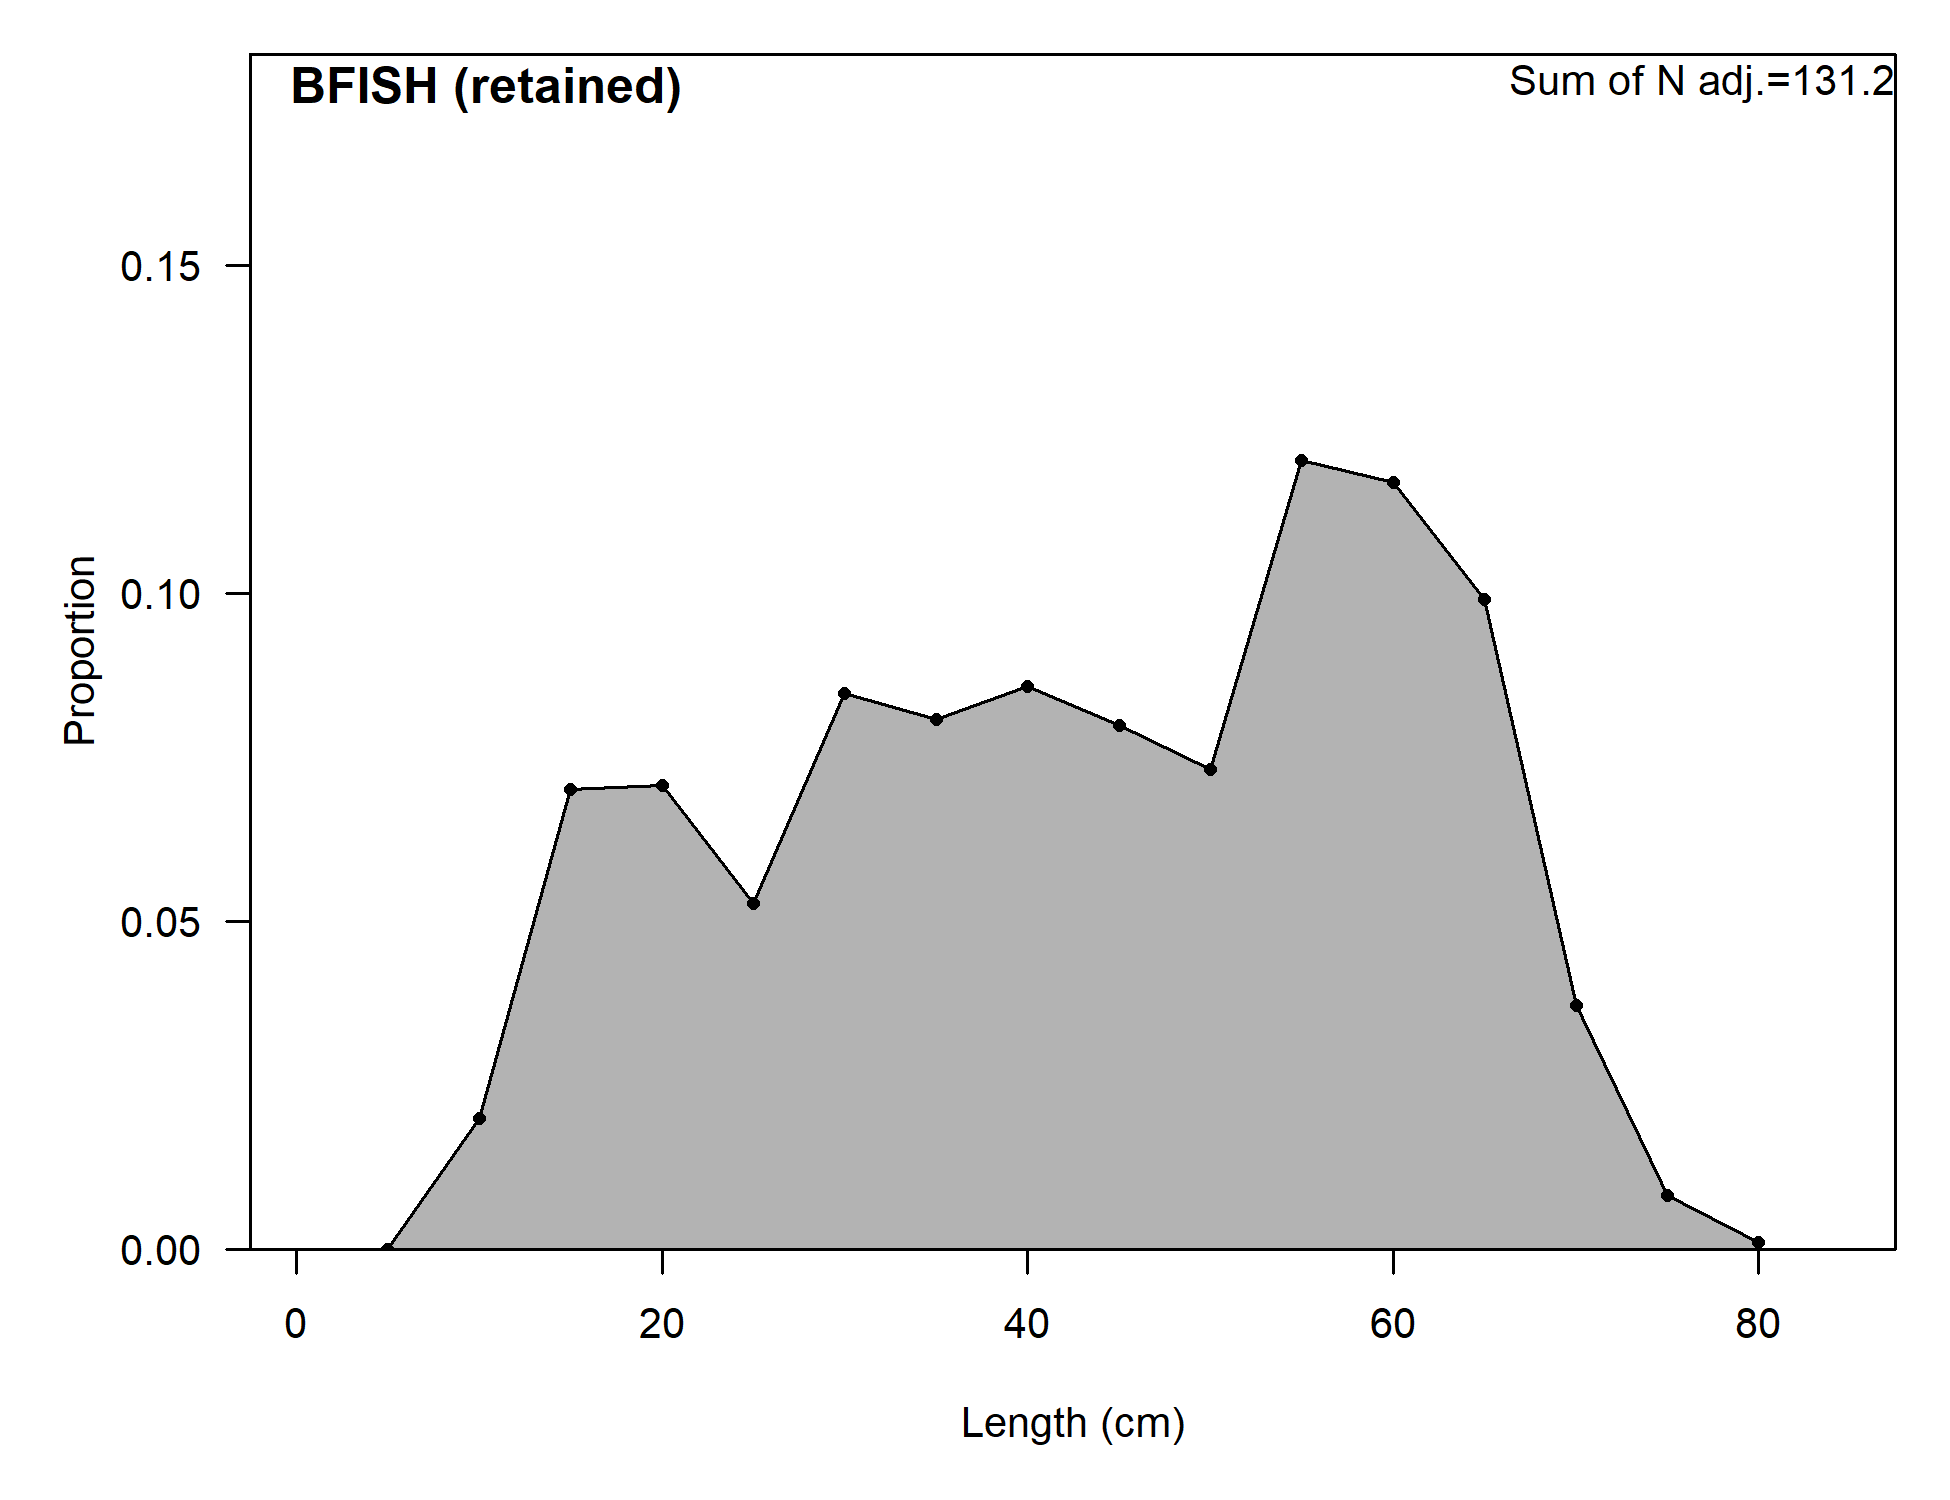 BFISH (retained)
Sum of N adj.=131.2
0.15
0.10
0.05
0.00
Proportion
0 20 40 60 80
Length (cm)